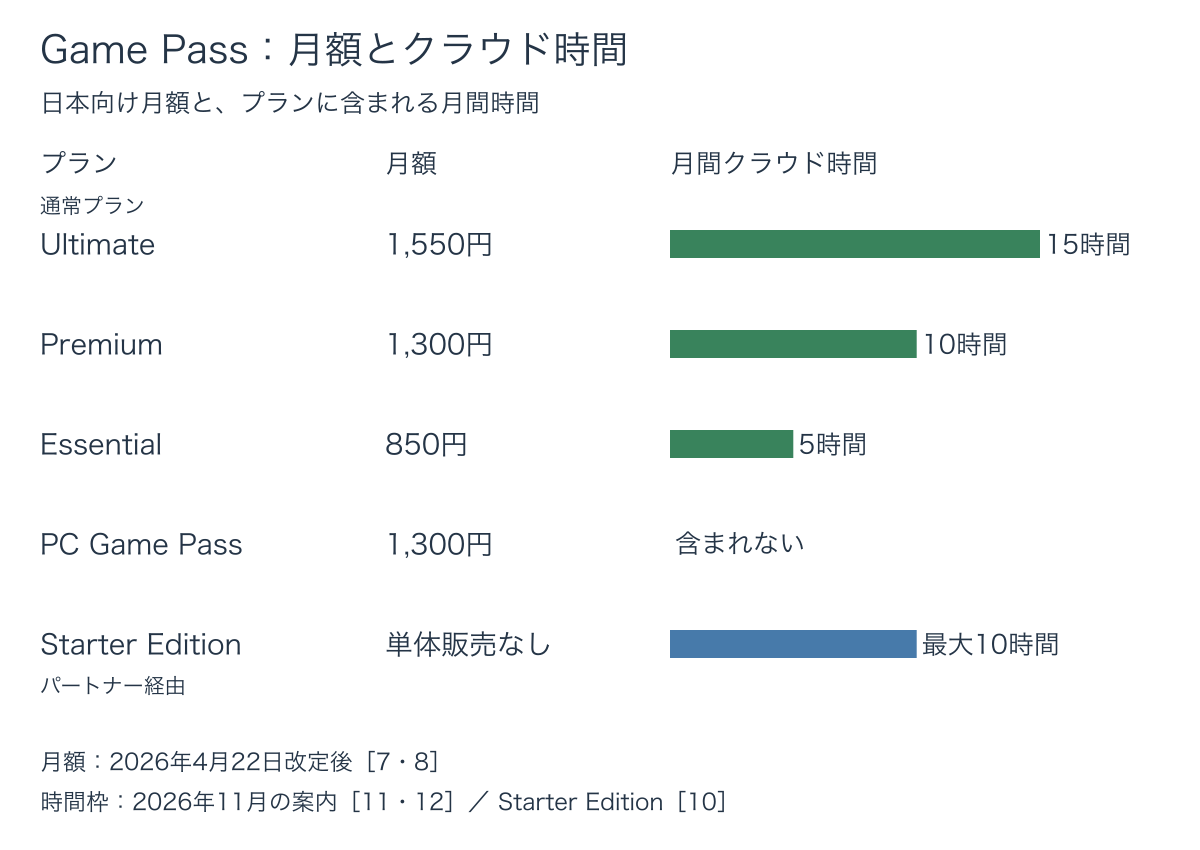 Game Pass：月額とクラウド時間
日本向け月額と、プランに含まれる月間時間
プラン 月額 月間クラウド時間
通常プラン
Ultimate 1,550円 15時間
Premium 1,300円 10時間
Essential 850円 5時間
PC Game Pass 1,300円 含まれない
Starter Edition 単体販売なし 最大10時間
パートナー経由
月額：2026年4月22日改定後［7・8］
時間枠：2026年11月の案内［11・12］／ Starter Edition［10］